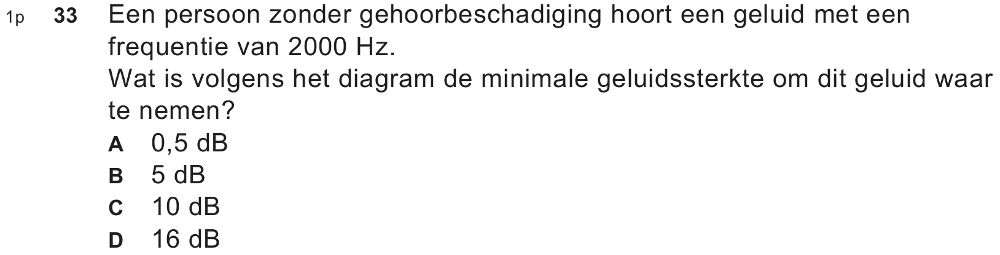 1p 33 Een persoon zonder gehoorbeschadiging hoort een geluid met een
frequentie van 2000 Hz.
Wat is volgens het diagram de minimale geluidssterkte om dit geluid waar
te nemen?
A 0,5 dB
B 5 dB
C 10 dB
D 16 dB